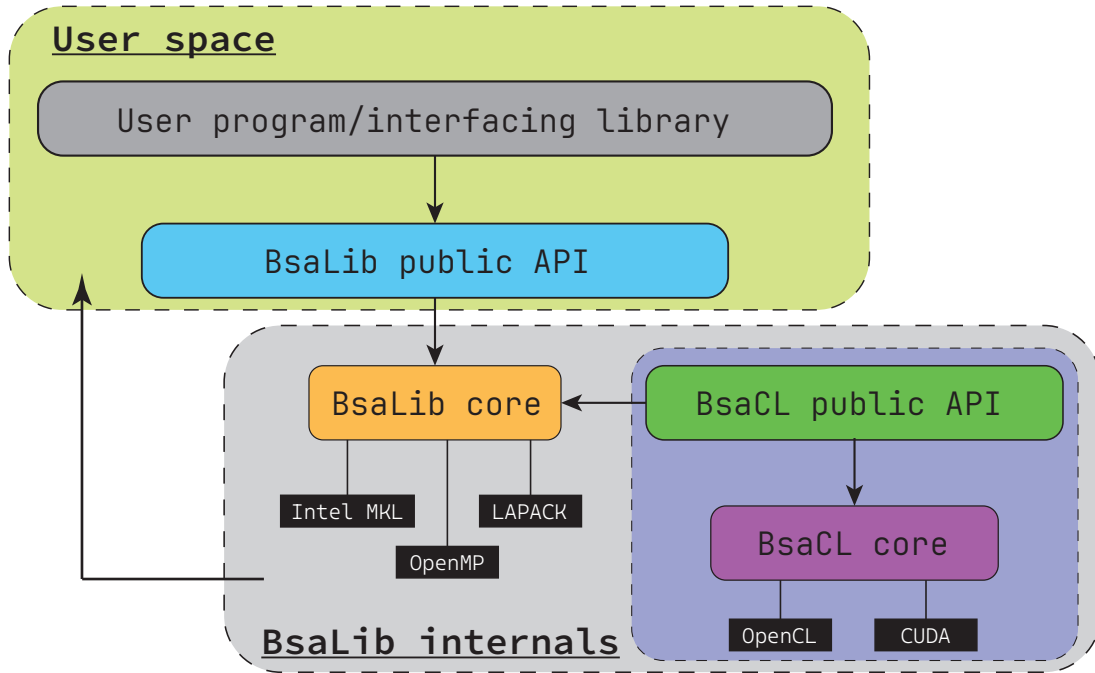 User space
User program/interfacing library
BsaLib public API
BsaLib core
BsaCL public API
Intel MKL
LAPACK
OpenMP
BsaCL core
OpenCL
CUDA
BsaLib internals